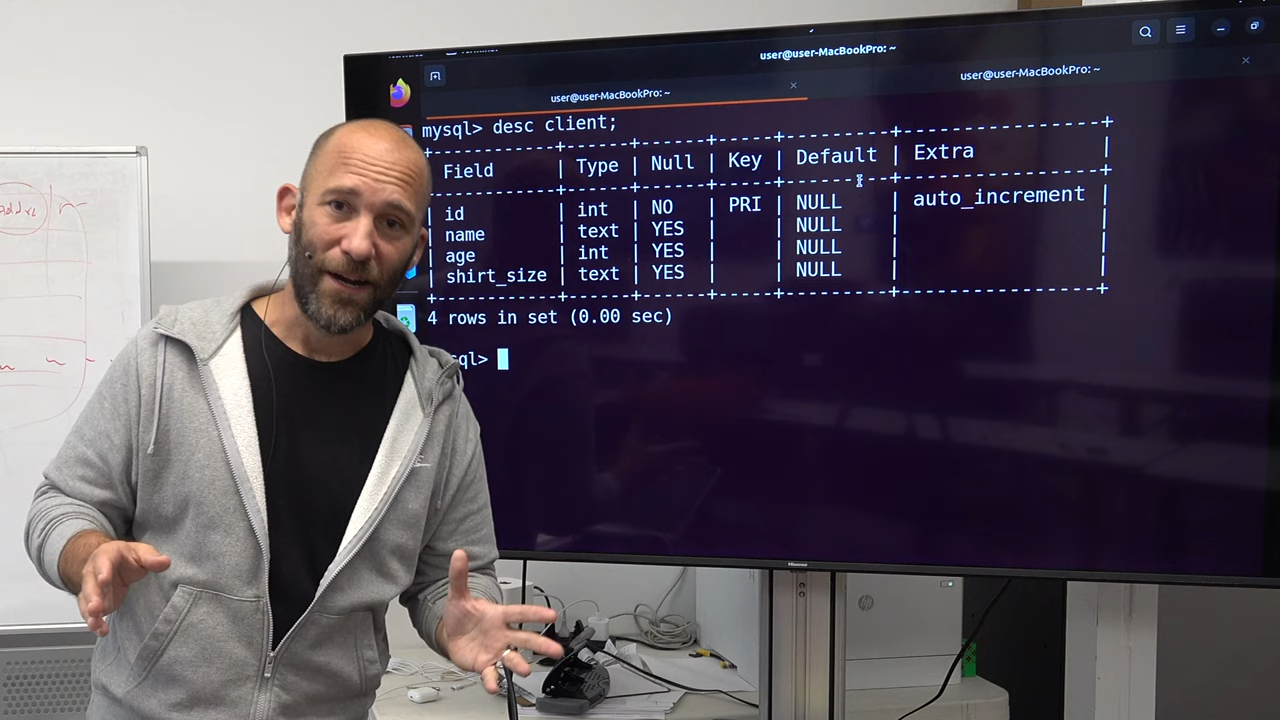 user@user-MacBookPro: ~
user@user-MacBookPro: ~
user@user-MacBookPro: ~
mysql> desc client;
+------------+------+------+-----+---------+----------------+
| Field | Type | Null | Key | Default | Extra |
+------------+------+------+-----+---------+----------------+
| id | int | NO | PRI | NULL | auto_increment |
| name | text | YES | | NULL | |
| age | int | YES | | NULL | |
| shirt_size | text | YES | | NULL | |
+------------+------+------+-----+---------+----------------+
4 rows in set (0.00 sec)
sql>
Hisense
hp